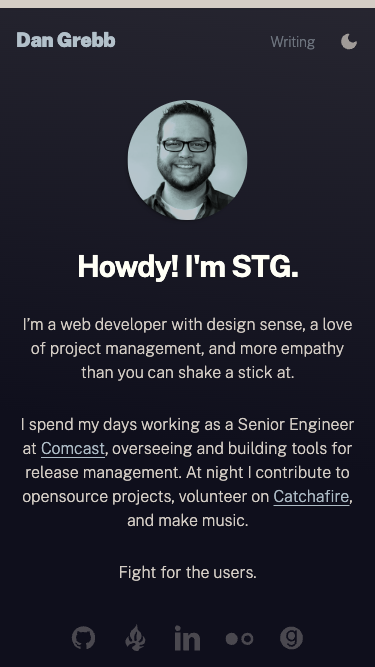 Dan Grebb
Writing
Howdy! I'm STG.
I’m a web developer with design sense, a love
of project management, and more empathy
than you can shake a stick at.
I spend my days working as a Senior Engineer
at Comcast, overseeing and building tools for
release management. At night I contribute to
opensource projects, volunteer on Catchafire,
and make music.
Fight for the users.